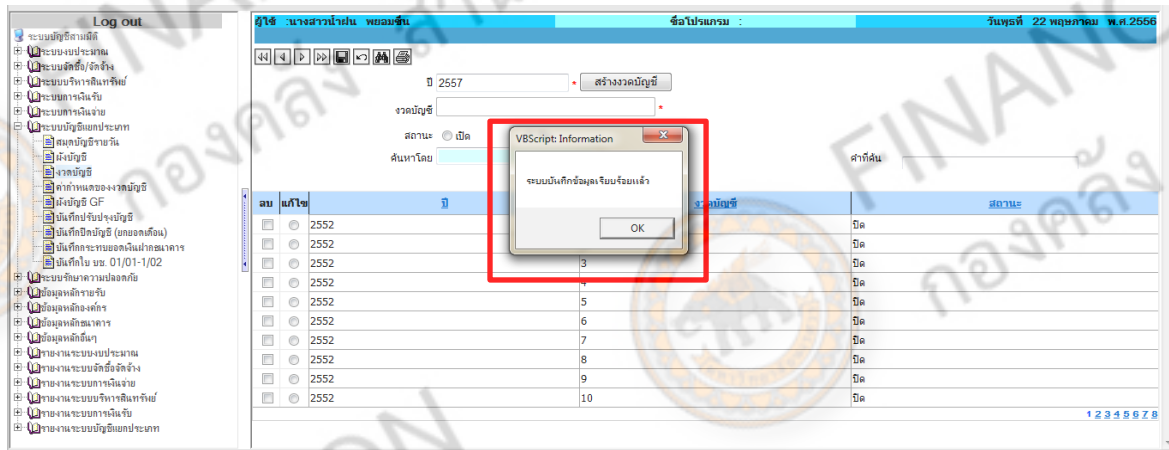 Log out
ระบบบัญชีสามมิติ
ระบบงบประมาณ
ระบบจัดซื้อ/จัดจ้าง
ระบบบริหารสินทรัพย์
ระบบการเงินรับ
ระบบการเงินจ่าย
ระบบบัญชีแยกประเภท
สมุดบัญชีรายวัน
ผังบัญชี
งวดบัญชี
ค่ากำหนดของงวดบัญชี
ผังบัญชี GF
บันทึกปรับปรุงบัญชี
บันทึกปิดบัญชี (ยกยอดเดือน)
บันทึกกระทบยอดเงินฝากธนาคาร
บันทึกใบ บช. 01/01-1/02
ระบบรักษาความปลอดภัย
ข้อมูลหลักรายรับ
ข้อมูลหลักองค์กร
ข้อมูลหลักธนาคาร
ข้อมูลหลักอื่นๆ
รายงานระบบงบประมาณ
รายงานระบบจัดซื้อจัดจ้าง
รายงานระบบการเงินจ่าย
รายงานระบบบริหารสินทรัพย์
รายงานระบบการเงินรับ
รายงานระบบบัญชีแยกประเภท
ผู้ใช้ :นางสาวน้ำฝน พยอมชื่น ชื่อโปรแกรม : วันพุธที่ 22 พฤษภาคม พ.ศ.2556
ปี 2557 * สร้างงวดบัญชี
งวดบัญชี *
สถานะ เปิด
ค้นหาโดย คำที่ค้น
VBScript: Information
ระบบบันทึกข้อมูลเรียบร้อยแล้ว
OK
ลบ แก้ไข ปี งวดบัญชี สถานะ
2552 ปิด
2552 ปิด
2552 3 ปิด
2552 4 ปิด
2552 5 ปิด
2552 6 ปิด
2552 7 ปิด
2552 8 ปิด
2552 9 ปิด
2552 10 ปิด
1 2 3 4 5 6 7 8
กองคลัง
FINANC
กองคลัง